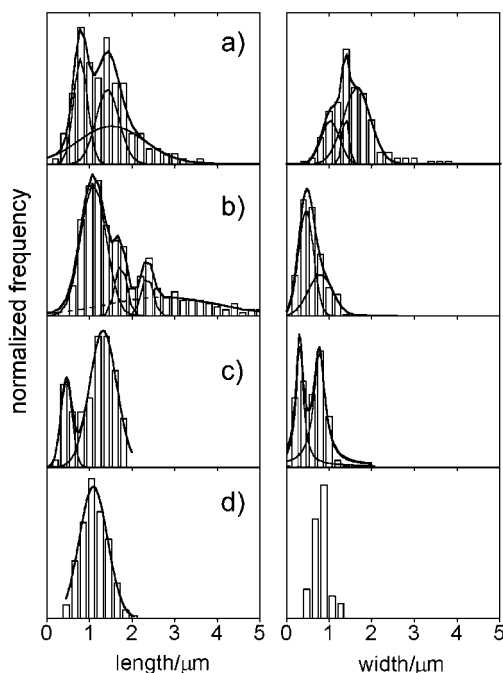 a)
b)
c)
d)
normalized frequency
0 1 2 3 4 5
0 1 2 3 4 5
length/μm
width/μm